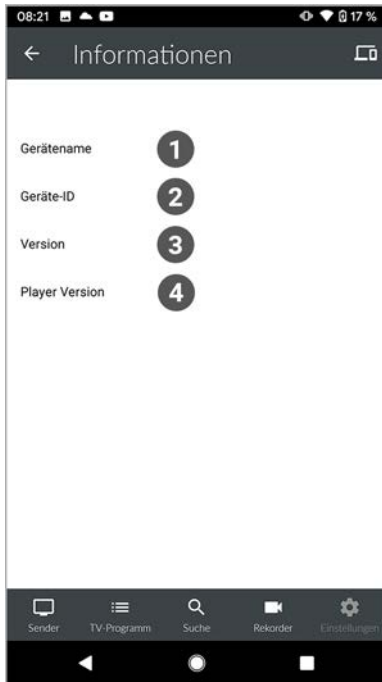 08:21 17 %
Informationen
Gerätename 1
Geräte-ID 2
Version 3
Player Version 4
Sender TV-Programm Suche Rekorder Einstellungen